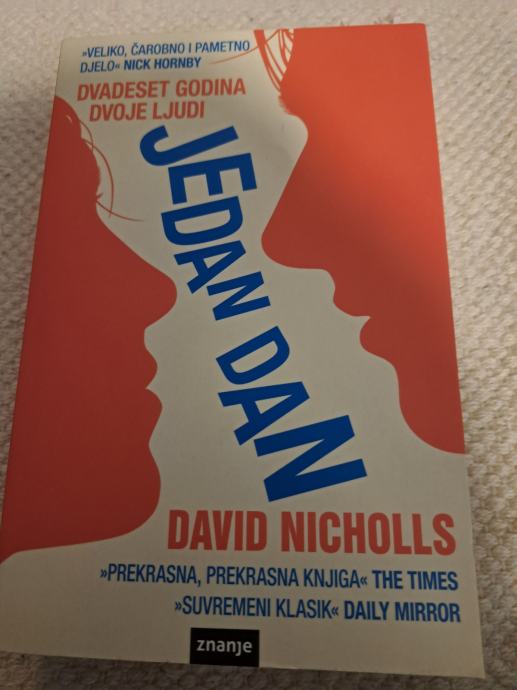 »VELIKO, ČAROBNO I PAMETNO
DJELO« NICK HORNBY
DVADESET GODINA
DVOJE LJUDI
JEDAN DAN
DAVID NICHOLLS
»PREKRASNA, PREKRASNA KNJIGA« THE TIMES
»SUVREMENI KLASIK« DAILY MIRROR
znanje